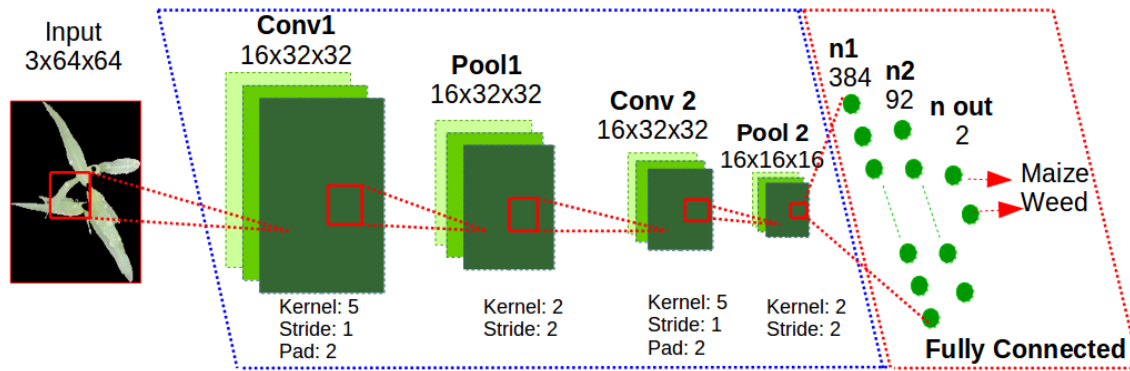 Input
3x64x64
Conv1
16x32x32
Pool1
16x32x32
Conv 2
16x32x32
Pool 2
16x16x16
n1
384
n2
92
n out
2
Maize
Weed
Kernel: 5
Stride: 1
Pad: 2
Kernel: 2
Stride: 2
Kernel: 5
Stride: 1
Pad: 2
Kernel: 2
Stride: 2
Fully Connected